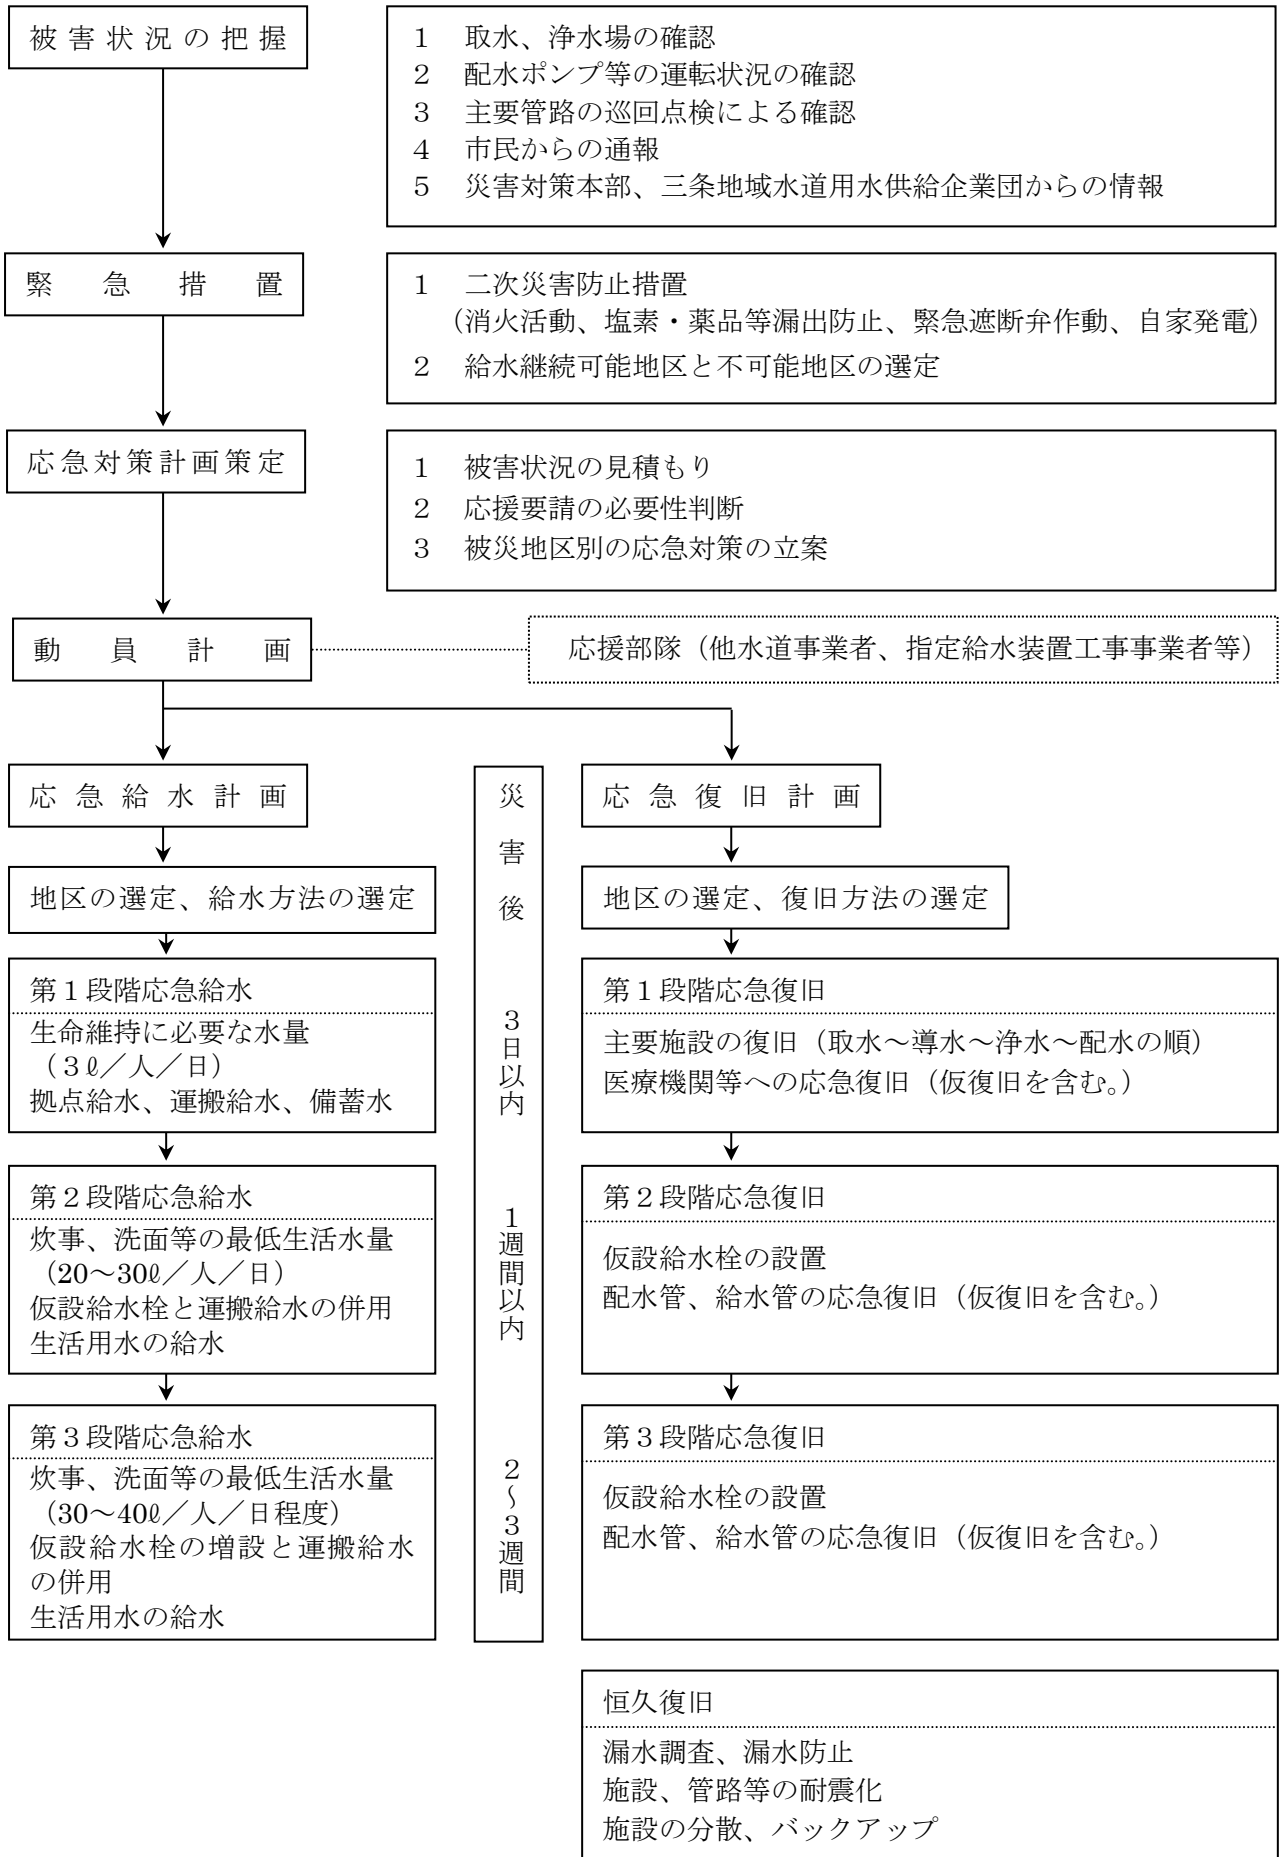 被害状況の把握
１　取水、浄水場の確認
２　配水ポンプ等の運転状況の確認
３　主要管路の巡回点検による確認
４　市民からの通報
５　災害対策本部、三条地域水道用水供給企業団からの情報
緊急措置
１　二次災害防止措置
（消火活動、塩素・薬品等漏出防止、緊急遮断弁作動、自家発電）
２　給水継続可能地区と不可能地区の選定
応急対策計画策定
１　被害状況の見積もり
２　応援要請の必要性判断
３　被災地区別の応急対策の立案
動員計画
応援部隊（他水道事業者、指定給水装置工事事業者等）
応急給水計画
地区の選定、給水方法の選定
第１段階応急給水
生命維持に必要な水量
（３ℓ／人／日）
拠点給水、運搬給水、備蓄水
第２段階応急給水
炊事、洗面等の最低生活水量
（20～30ℓ／人／日）
仮設給水栓と運搬給水の併用
生活用水の給水
第３段階応急給水
炊事、洗面等の最低生活水量
（30～40ℓ／人／日程度）
仮設給水栓の増設と運搬給水
の併用
生活用水の給水
災害後　３日以内　１週間以内　２～３週間
応急復旧計画
地区の選定、復旧方法の選定
第１段階応急復旧
主要施設の復旧（取水～導水～浄水～配水の順）
医療機関等への応急復旧（仮復旧を含む。）
第２段階応急復旧
仮設給水栓の設置
配水管、給水管の応急復旧（仮復旧を含む。）
第３段階応急復旧
仮設給水栓の設置
配水管、給水管の応急復旧（仮復旧を含む。）
恒久復旧
漏水調査、漏水防止
施設、管路等の耐震化
施設の分散、バックアップ